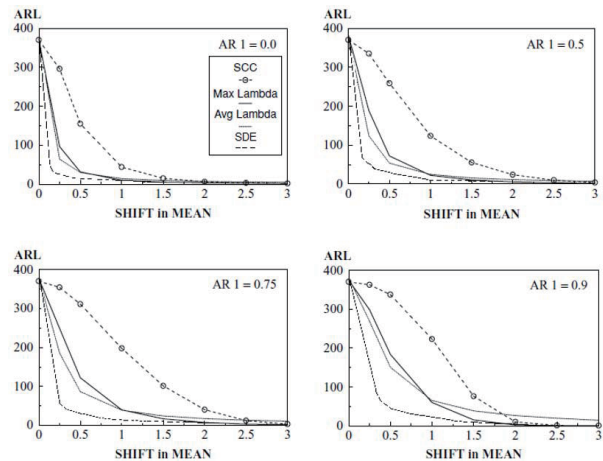 ARL
400
300
200
100
0
AR 1 = 0.0
SCC
Max Lambda
Avg Lambda
SDE
0 0.5 1 1.5 2 2.5 3
SHIFT in MEAN
ARL
400
300
200
100
0
AR 1 = 0.5
0 0.5 1 1.5 2 2.5 3
SHIFT in MEAN
ARL
400
300
200
100
0
AR 1 = 0.75
0 0.5 1 1.5 2 2.5 3
SHIFT in MEAN
ARL
400
300
200
100
0
AR 1 = 0.9
0 0.5 1 1.5 2 2.5 3
SHIFT in MEAN